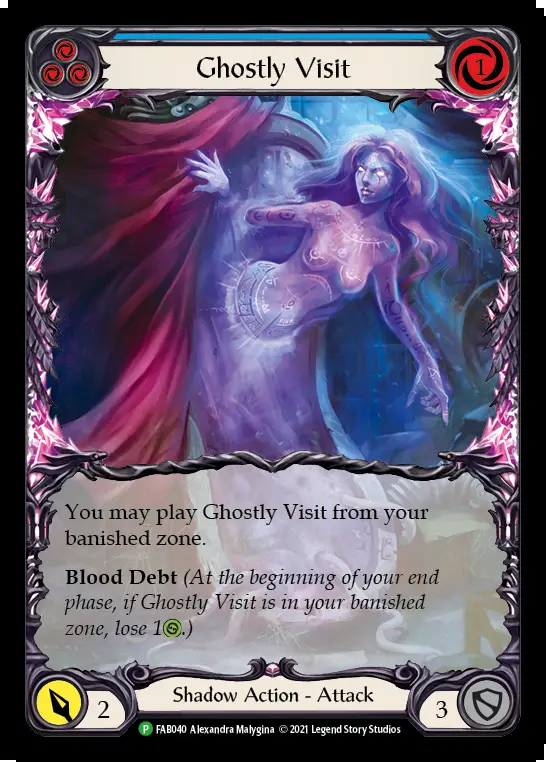 Ghostly Visit
1
You may play Ghostly Visit from your
banished zone.
Blood Debt (At the beginning of your end
phase, if Ghostly Visit is in your banished
zone, lose 1.)
2
Shadow Action - Attack
3
P FAB040 Alexandra Malygina © 2021 Legend Story Studios